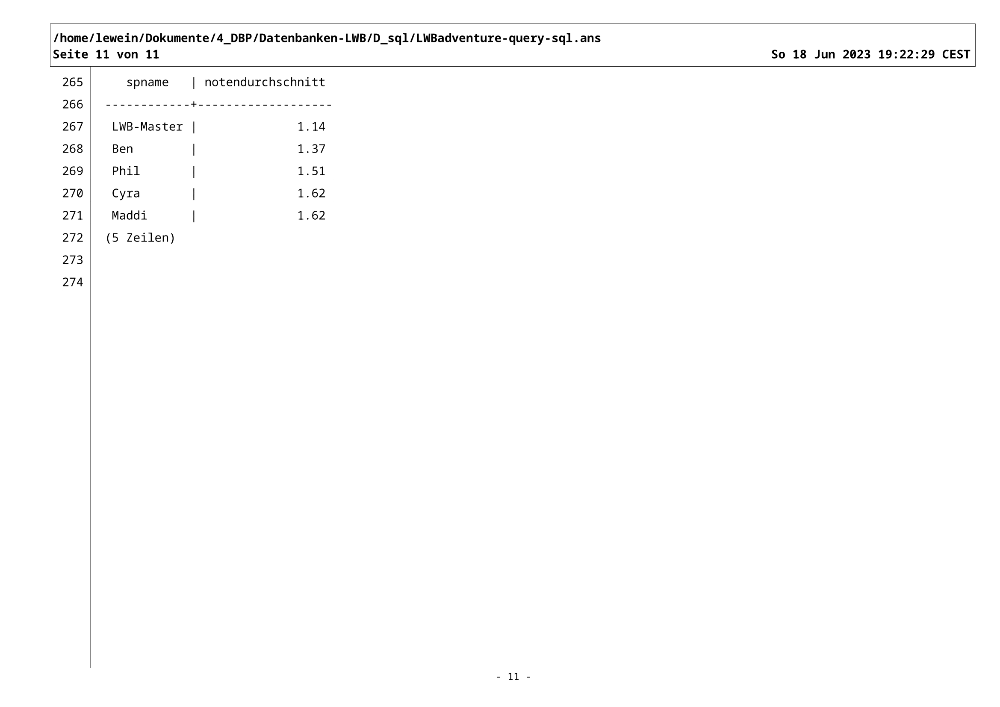 /home/lewein/Dokumente/4_DBP/Datenbanken-LWB/D_sql/LWBadventure-query-sql.ans
Seite 11 von 11 So 18 Jun 2023 19:22:29 CEST
265    spname   | notendurchschnitt
266 ------------+-------------------
267  LWB-Master |              1.14
268  Ben        |              1.37
269  Phil       |              1.51
270  Cyra       |              1.62
271  Maddi      |              1.62
272 (5 Zeilen)
273
274
- 11 -